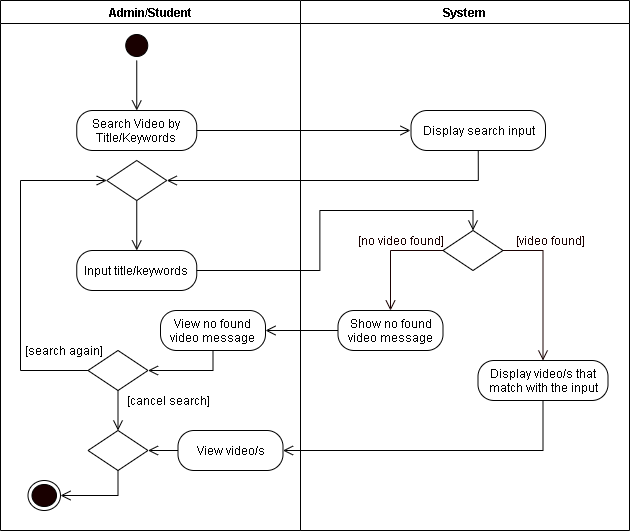 Admin/Student
System
Search Video by
Title/Keywords
Display search input
[no video found]
[video found]
Input title/keywords
View no found
video message
Show no found
video message
[search again]
Display video/s that
match with the input
[cancel search]
View video/s